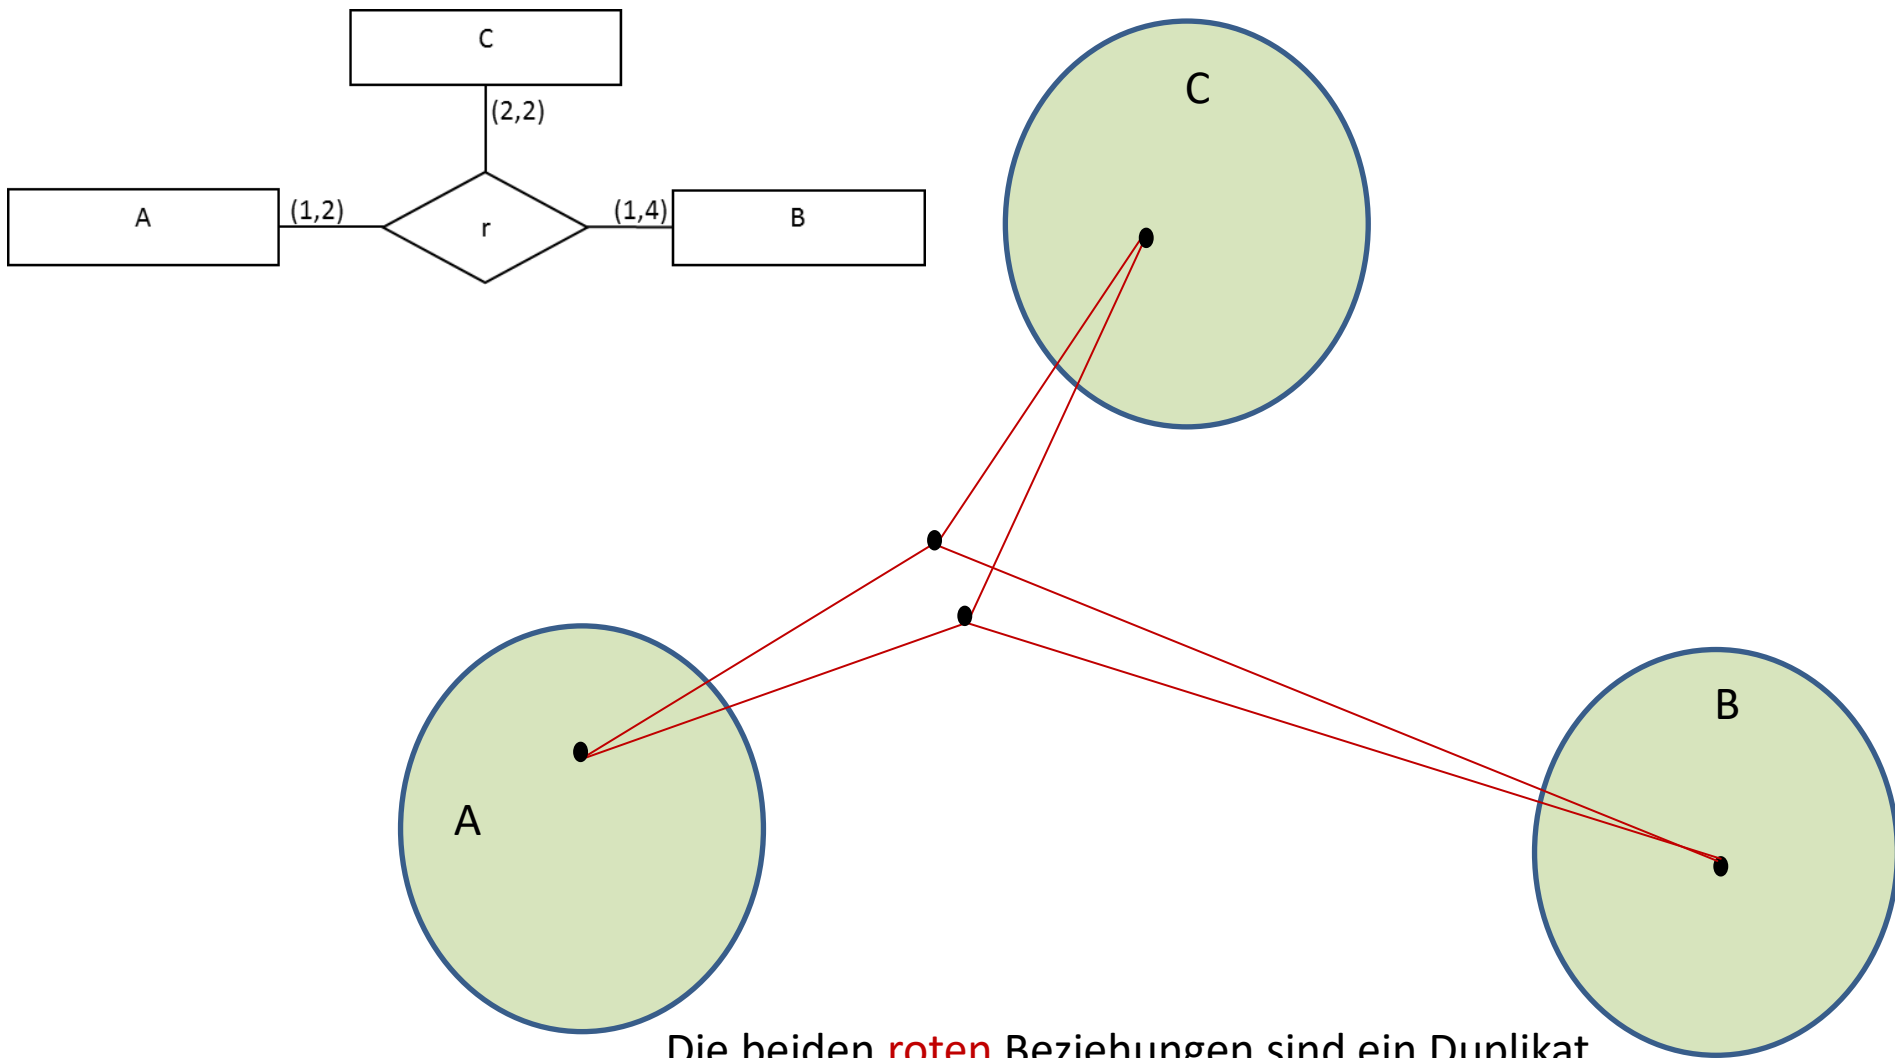 C
(2,2)
A
(1,2)
r
(1,4)
B
C
B
A
Die beiden roten Beziehungen sind ein Duplikat